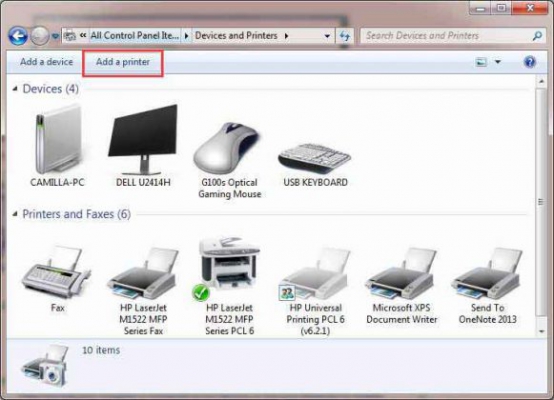 « All Control Panel Ite... ▸ Devices and Printers ▸
Search Devices and Printers
Add a device Add a printer
Devices (4)
CAMILLA-PC DELL U2414H G100s Optical USB KEYBOARD
Gaming Mouse
Printers and Faxes (6)
Fax HP LaserJet HP LaserJet HP Universal Microsoft XPS Send To
M1522 MFP M1522 MFP Printing PCL 6 Document Writer OneNote 2013
Series Fax Series PCL 6 (v6.2.1)
10 items